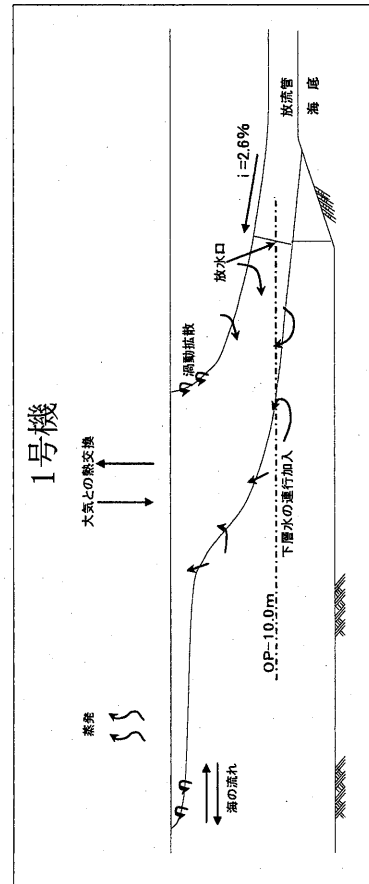 1号機
蒸発
大気との熱交換
渦動拡散
i=2.6%
海の流れ
OP-10.0m
下層水の連行加入
放水口
放流管
海底